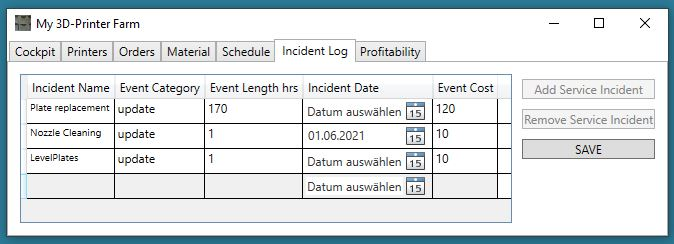 My 3D-Printer Farm
Cockpit Printers Orders Material Schedule Incident Log Profitability
Incident Name Event Category Event Length hrs Incident Date Event Cost
Plate replacement update 170 Datum auswählen 15 120
Nozzle Cleaning update 1 01.06.2021 15 10
LevelPlates update 1 Datum auswählen 15 10
Datum auswählen 15
Add Service Incident
Remove Service Incident
SAVE